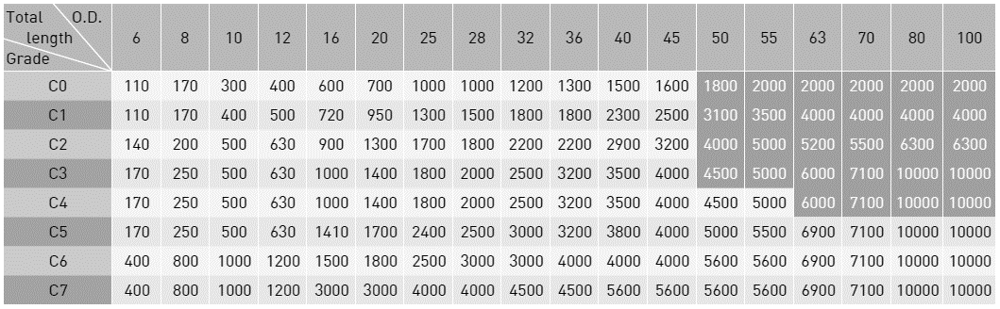 Total O.D.
length
Grade
6 8 10 12 16 20 25 28 32 36 40 45 50 55 63 70 80 100
C0 110 170 300 400 600 700 1000 1000 1200 1300 1500 1600 1800 2000 2000 2000 2000 2000
C1 110 170 400 500 720 950 1300 1500 1800 1800 2300 2500 3100 3500 4000 4000 4000 4000
C2 140 200 500 630 900 1300 1700 1800 2200 2200 2900 3200 4000 5000 5200 5500 6300 6300
C3 170 250 500 630 1000 1400 1800 2000 2500 3200 3500 4000 4500 5000 6000 7100 10000 10000
C4 170 250 500 630 1000 1400 1800 2000 2500 3200 3500 4000 4500 5000 6000 7100 10000 10000
C5 170 250 500 630 1410 1700 2400 2500 3000 3200 3800 4000 5000 5500 6900 7100 10000 10000
C6 400 800 1000 1200 1500 1800 2500 3000 3000 4000 4000 4000 5600 5600 6900 7100 10000 10000
C7 400 800 1000 1200 3000 3000 4000 4000 4500 4500 5600 5600 5600 5600 6900 7100 10000 10000